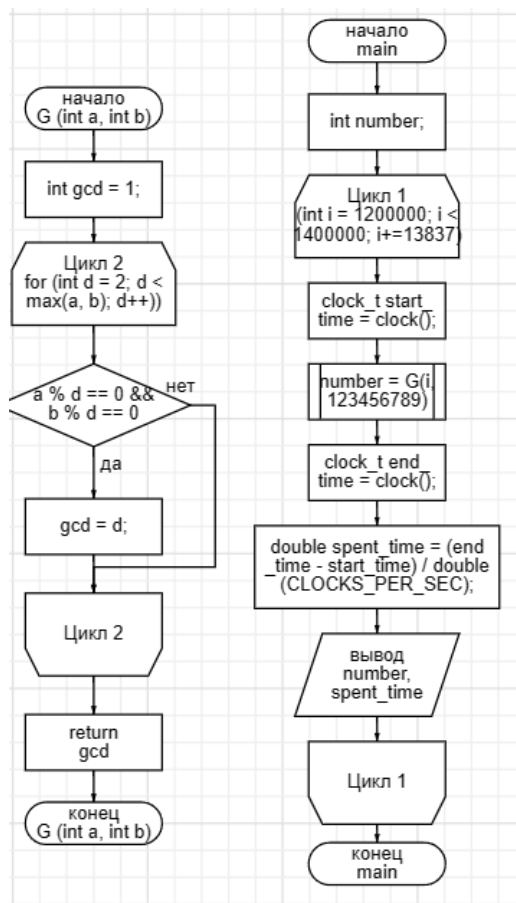 начало
G (int a, int b)
int gcd = 1;
Цикл 2
for (int d = 2; d <
max(a, b); d++))
a % d == 0 &&
b % d == 0
нет
да
gcd = d;
Цикл 2
return
gcd
конец
G (int a, int b)
начало
main
int number;
Цикл 1
(int i = 1200000; i <
1400000; i+=13837)
clock_t start_
time = clock();
number = G(i,
123456789)
clock_t end_
time = clock();
double spent_time = (end
_time - start_time) / double
(CLOCKS_PER_SEC);
вывод
number,
spent_time
Цикл 1
конец
main